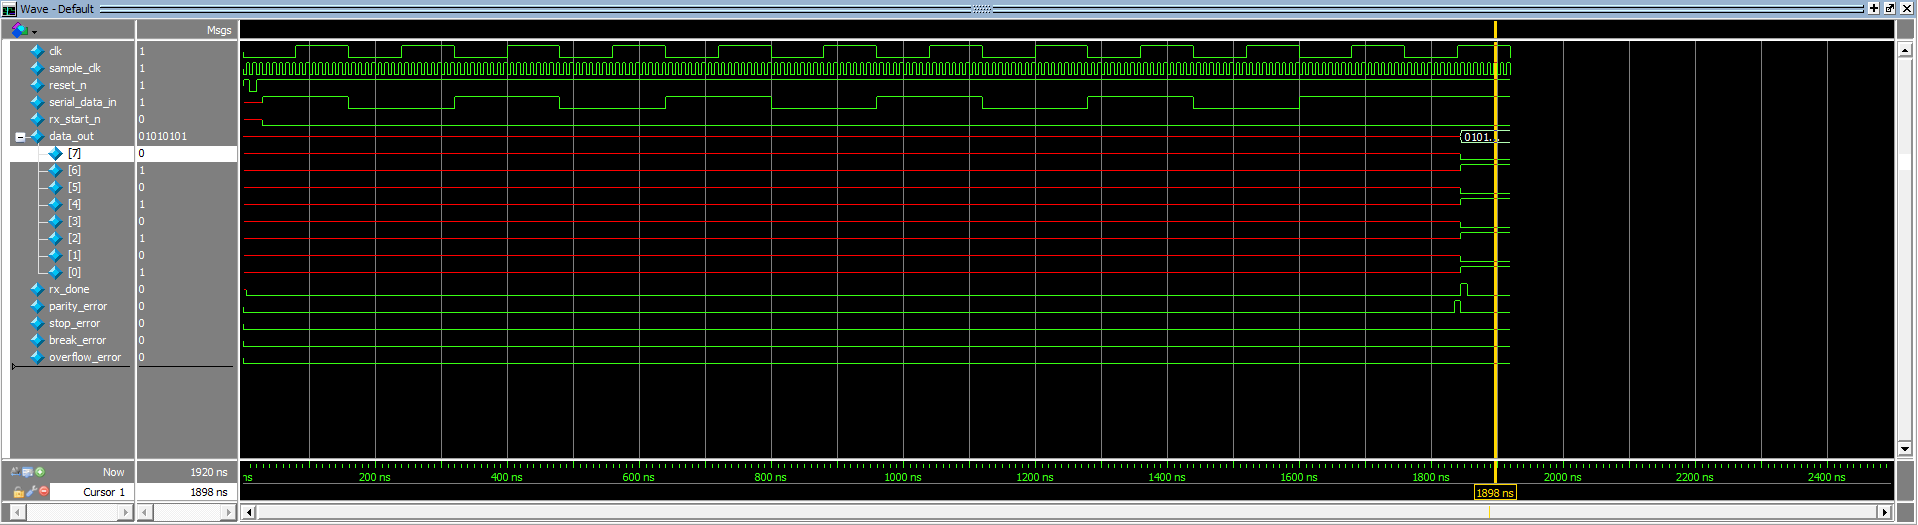 Wave - Default
Msgs
clk 1
sample_clk 1
reset_n 1
serial_data_in 1
rx_start_n 0
data_out 01010101 0101...
[7] 0
[6] 1
[5] 0
[4] 1
[3] 0
[2] 1
[1] 0
[0] 1
rx_done 0
parity_error 0
stop_error 0
break_error 0
overflow_error 0
Now 1920 ns ns 200 ns 400 ns 600 ns 800 ns 1000 ns 1200 ns 1400 ns 1600 ns 1800 ns 2000 ns 2200 ns 2400 ns
Cursor 1 1898 ns 1898 ns